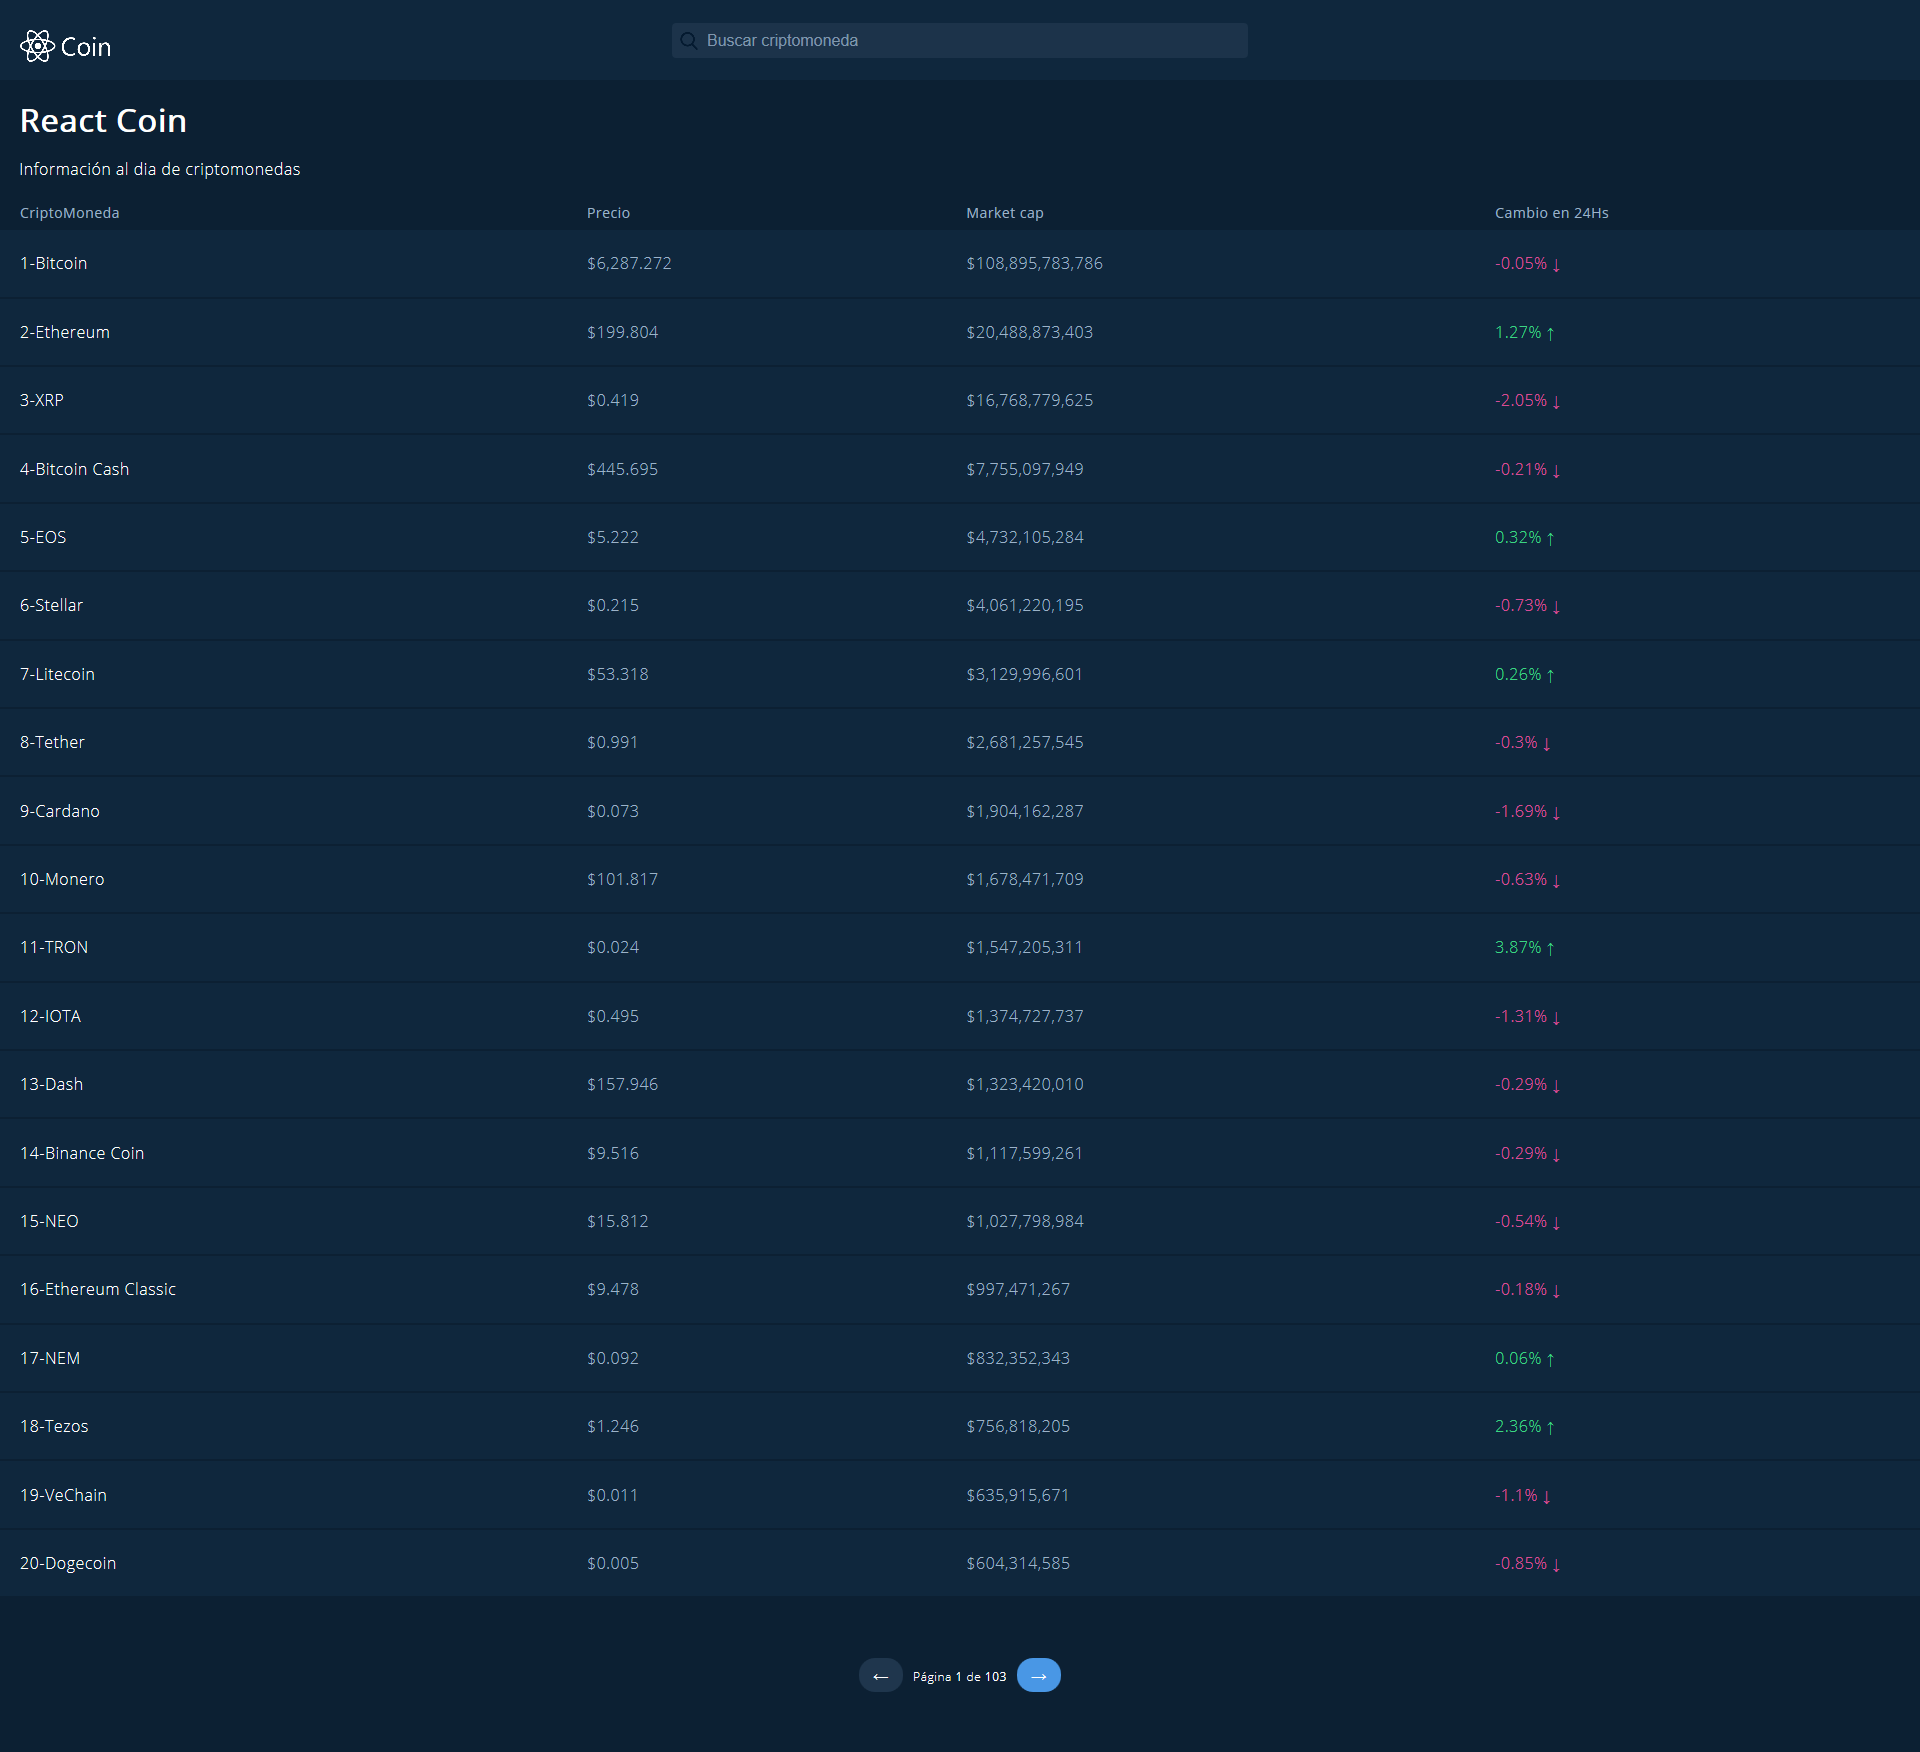 Coin
Buscar criptomoneda
React Coin
Información al dia de criptomonedas
CriptoMoneda Precio Market cap Cambio en 24Hs
1-Bitcoin $6,287.272 $108,895,783,786 -0.05% ↓
2-Ethereum $199.804 $20,488,873,403 1.27% ↑
3-XRP $0.419 $16,768,779,625 -2.05% ↓
4-Bitcoin Cash $445.695 $7,755,097,949 -0.21% ↓
5-EOS $5.222 $4,732,105,284 0.32% ↑
6-Stellar $0.215 $4,061,220,195 -0.73% ↓
7-Litecoin $53.318 $3,129,996,601 0.26% ↑
8-Tether $0.991 $2,681,257,545 -0.3% ↓
9-Cardano $0.073 $1,904,162,287 -1.69% ↓
10-Monero $101.817 $1,678,471,709 -0.63% ↓
11-TRON $0.024 $1,547,205,311 3.87% ↑
12-IOTA $0.495 $1,374,727,737 -1.31% ↓
13-Dash $157.946 $1,323,420,010 -0.29% ↓
14-Binance Coin $9.516 $1,117,599,261 -0.29% ↓
15-NEO $15.812 $1,027,798,984 -0.54% ↓
16-Ethereum Classic $9.478 $997,471,267 -0.18% ↓
17-NEM $0.092 $832,352,343 0.06% ↑
18-Tezos $1.246 $756,818,205 2.36% ↑
19-VeChain $0.011 $635,915,671 -1.1% ↓
20-Dogecoin $0.005 $604,314,585 -0.85% ↓
← Página 1 de 103 →